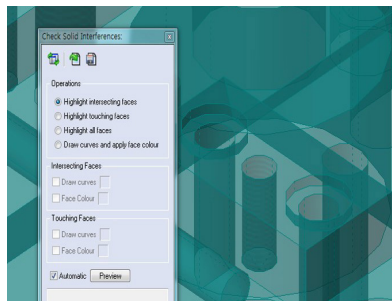 Check Solid Interferences:
Operations
Highlight intersecting faces
Highlight touching faces
Highlight all faces
Draw curves and apply face colour
Intersecting Faces
Draw curves
Face Colour
Touching Faces
Draw curves
Face Colour
Automatic Preview